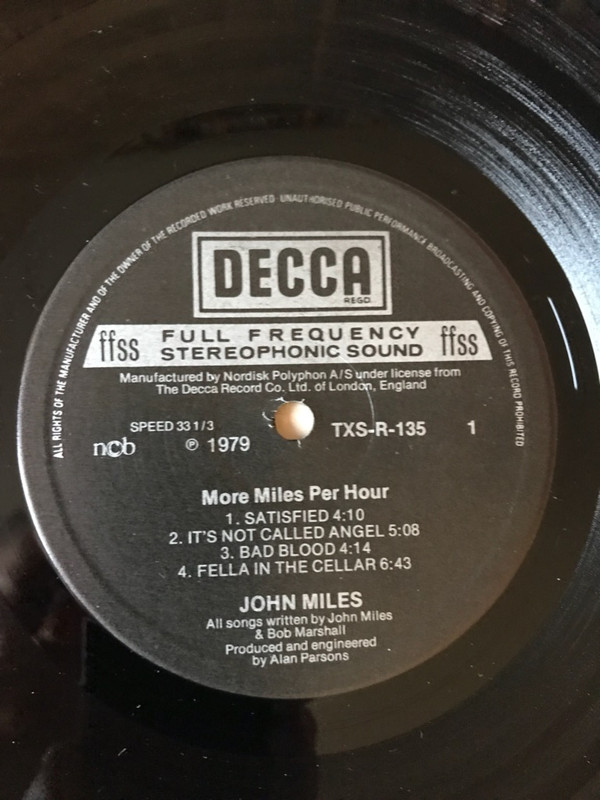 ALL RIGHTS OF THE MANUFACTURER AND OF THE OWNER OF THE RECORDED WORK RESERVED · UNAUTHORISED PUBLIC PERFORMANCE BROADCASTING AND COPYING OF THIS RECORD PROHIBITED
DECCA
REGD.
ffss FULL FREQUENCY ffss
STEREOPHONIC SOUND
Manufactured by Nordisk Polyphon A/S under license from
The Decca Record Co. Ltd. of London, England
SPEED 33 1/3 TXS-R-135 1
ncb ℗ 1979
More Miles Per Hour
1. SATISFIED 4:10
2. IT'S NOT CALLED ANGEL 5:08
3. BAD BLOOD 4:14
4. FELLA IN THE CELLAR 6:43
JOHN MILES
All songs written by John Miles
& Bob Marshall
Produced and engineered
by Alan Parsons